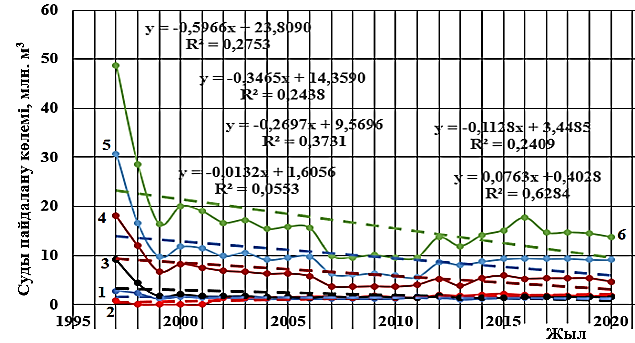 60
y = -0,5966x + 23,8090
R² = 0,2753
50
y = -0,3465x + 14,3590
R² = 0,2438
40
y = -0,2697x + 9,5696
R² = 0,3731
y = -0,1128x + 3,4485
R² = 0,2409
30
5
y = -0,0132x + 1,6056
R² = 0,0553
y = 0,0763x + 0,4028
R² = 0,6284
20
4
6
10
3
1
2
0
1995
2000
2005
2010
2015
2020
Жыл
Суды пайдалану көлемі, млн. м³